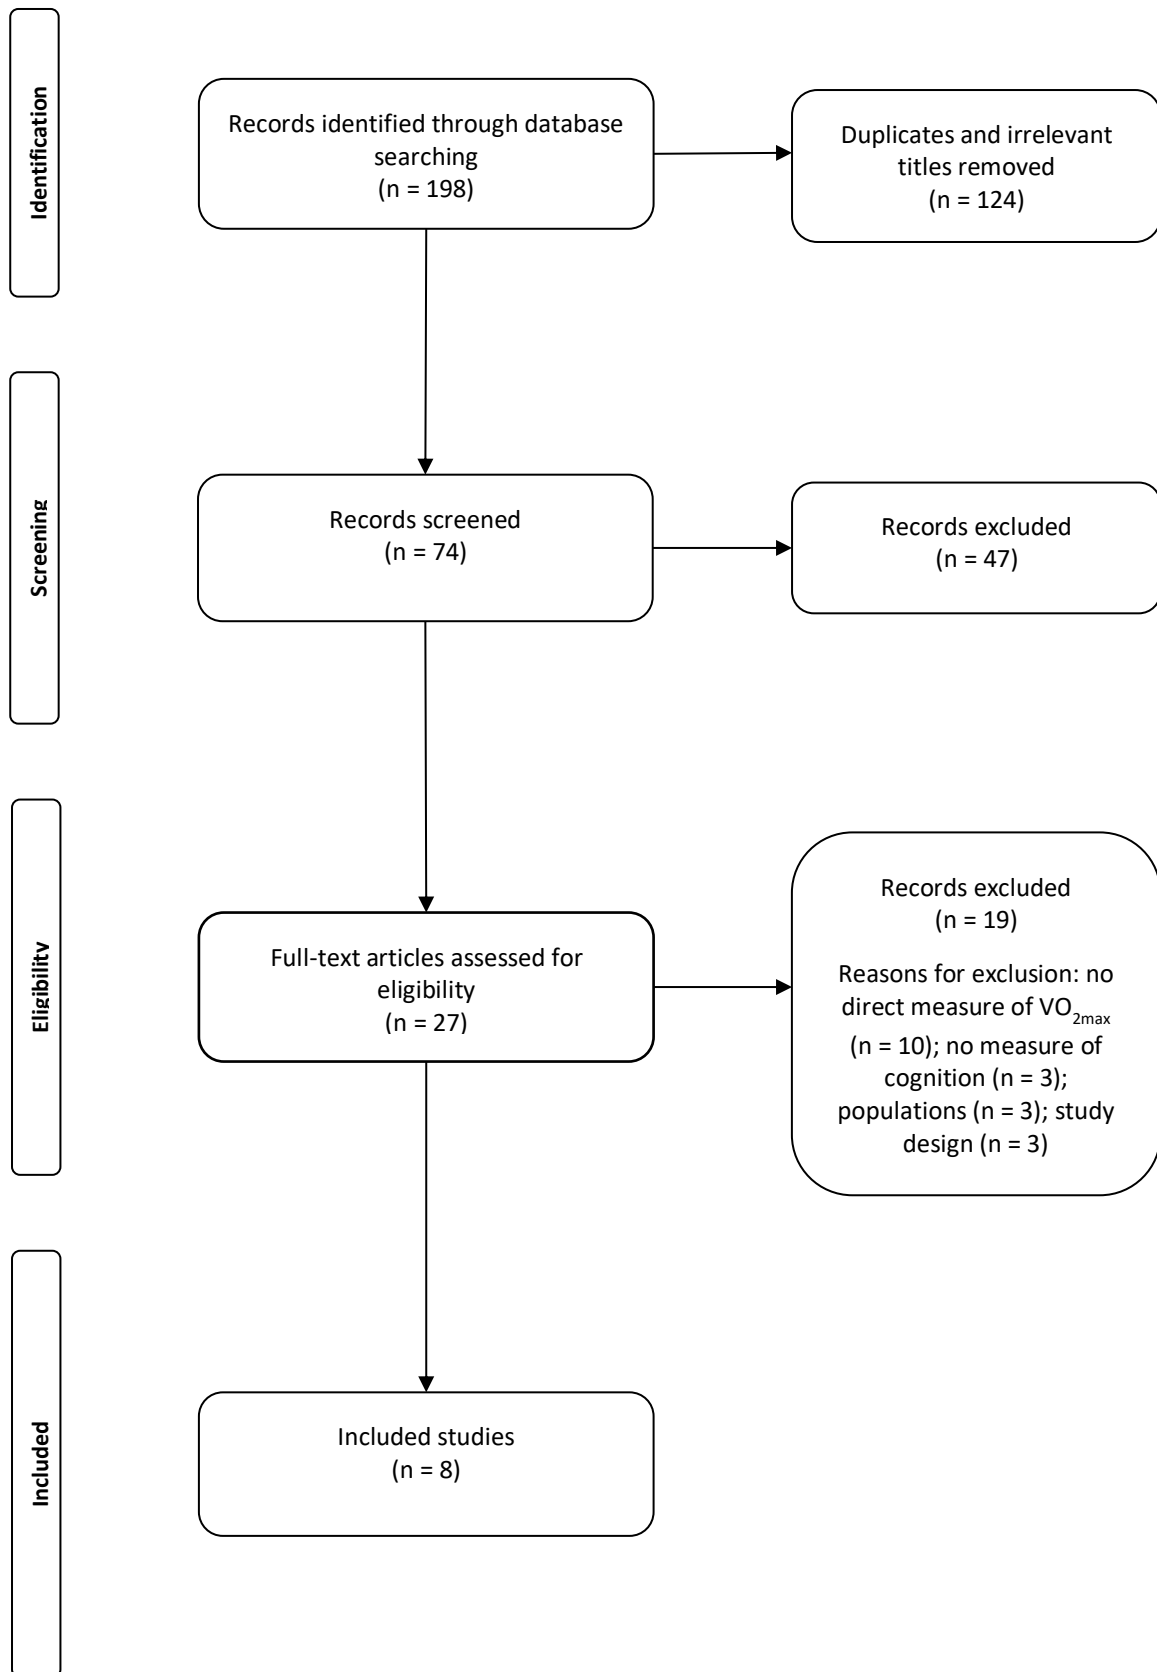 Identification
Records identified through database
searching
(n = 198)
Duplicates and irrelevant
titles removed
(n = 124)
Screening
Records screened
(n = 74)
Records excluded
(n = 47)
Eligibility
Full-text articles assessed for
eligibility
(n = 27)
Records excluded
(n = 19)
Reasons for exclusion: no
direct measure of VO2max
(n = 10); no measure of
cognition (n = 3);
populations (n = 3); study
design (n = 3)
Included
Included studies
(n = 8)